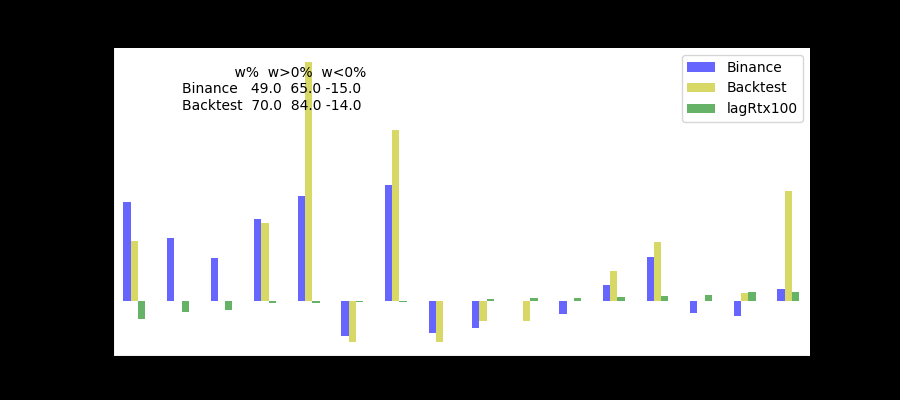 w% w>0% w<0%
Binance 49.0 65.0 -15.0
Backtest 70.0 84.0 -14.0
Binance
Backtest
lagRtx100